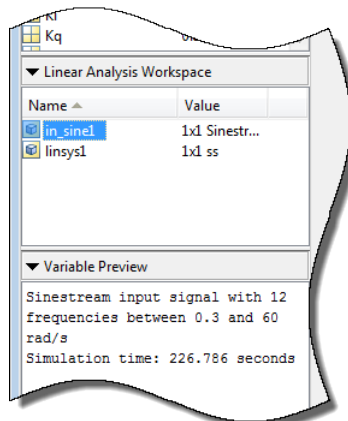 Kq
▼ Linear Analysis Workspace
Name Value
in_sine1 1x1 Sinestr...
linsys1 1x1 ss
▼ Variable Preview
Sinestream input signal with 12
frequencies between 0.3 and 60
rad/s
Simulation time: 226.786 seconds